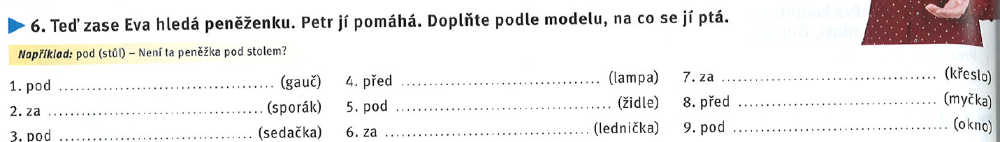 6. Teď zase Eva hledá peněženku. Petr jí pomáhá. Doplňte podle modelu, na co se jí ptá.
Například: pod (stůl) – Není ta peněžka pod stolem?
1. pod ........................................ (gauč)
2. za ........................................ (sporák)
3. pod ........................................ (sedačka)
4. před ........................................ (lampa)
5. pod ........................................ (židle)
6. za ........................................ (lednička)
7. za ........................................ (křeslo)
8. před ........................................ (myčka)
9. pod ........................................ (okno)